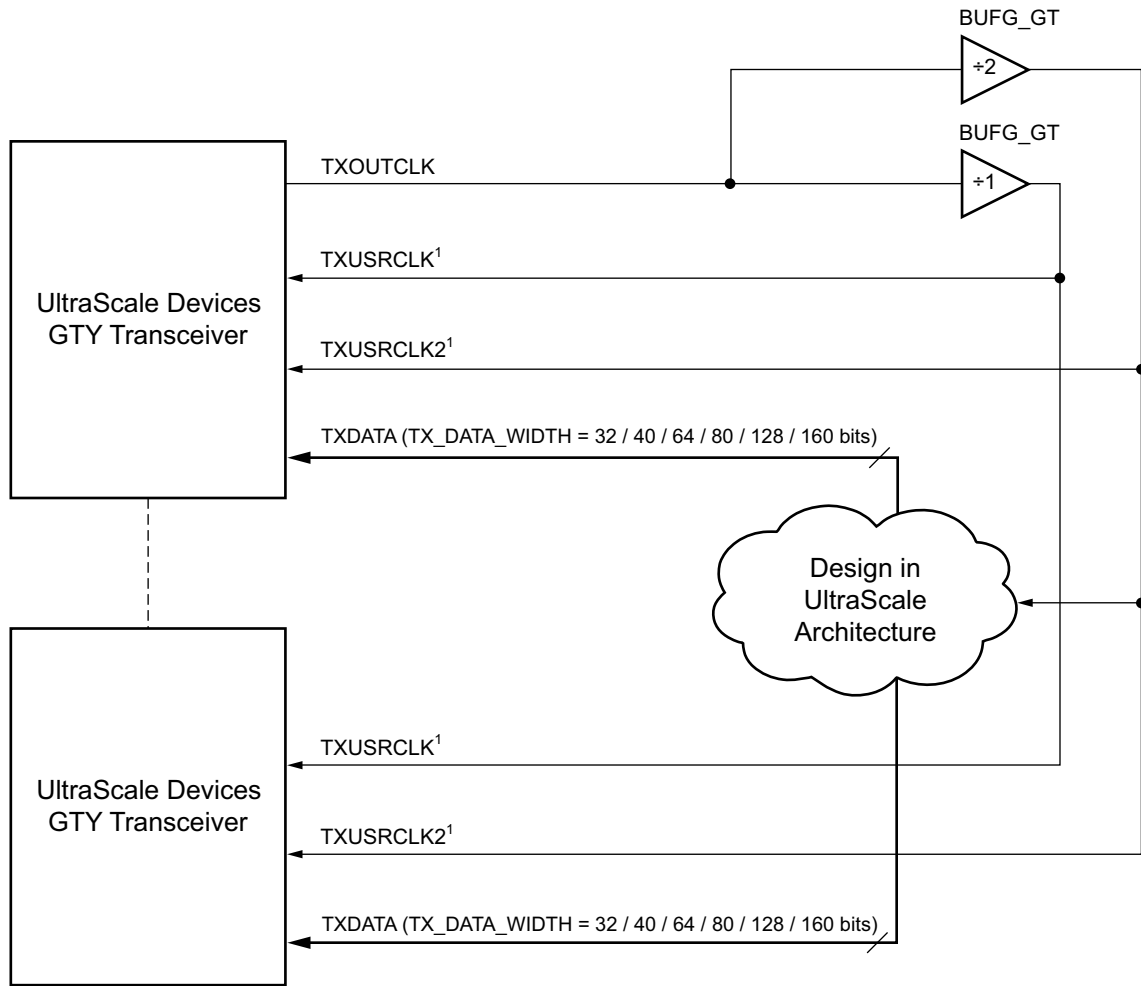 BUFG_GT
÷2
BUFG_GT
÷1
TXOUTCLK
TXUSRCLK¹
UltraScale Devices
GTY Transceiver
TXUSRCLK2¹
TXDATA (TX_DATA_WIDTH = 32 / 40 / 64 / 80 / 128 / 160 bits)
Design in
UltraScale
Architecture
TXUSRCLK¹
UltraScale Devices
GTY Transceiver
TXUSRCLK2¹
TXDATA (TX_DATA_WIDTH = 32 / 40 / 64 / 80 / 128 / 160 bits)